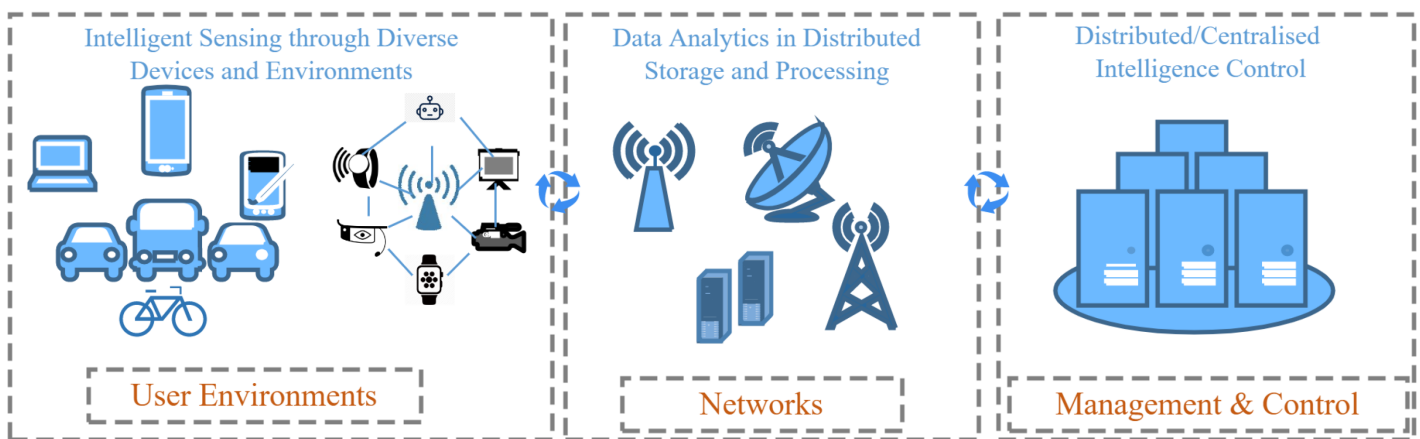 Intelligent Sensing through Diverse
Devices and Environments
User Environments
Data Analytics in Distributed
Storage and Processing
Networks
Distributed/Centralised
Intelligence Control
Management & Control